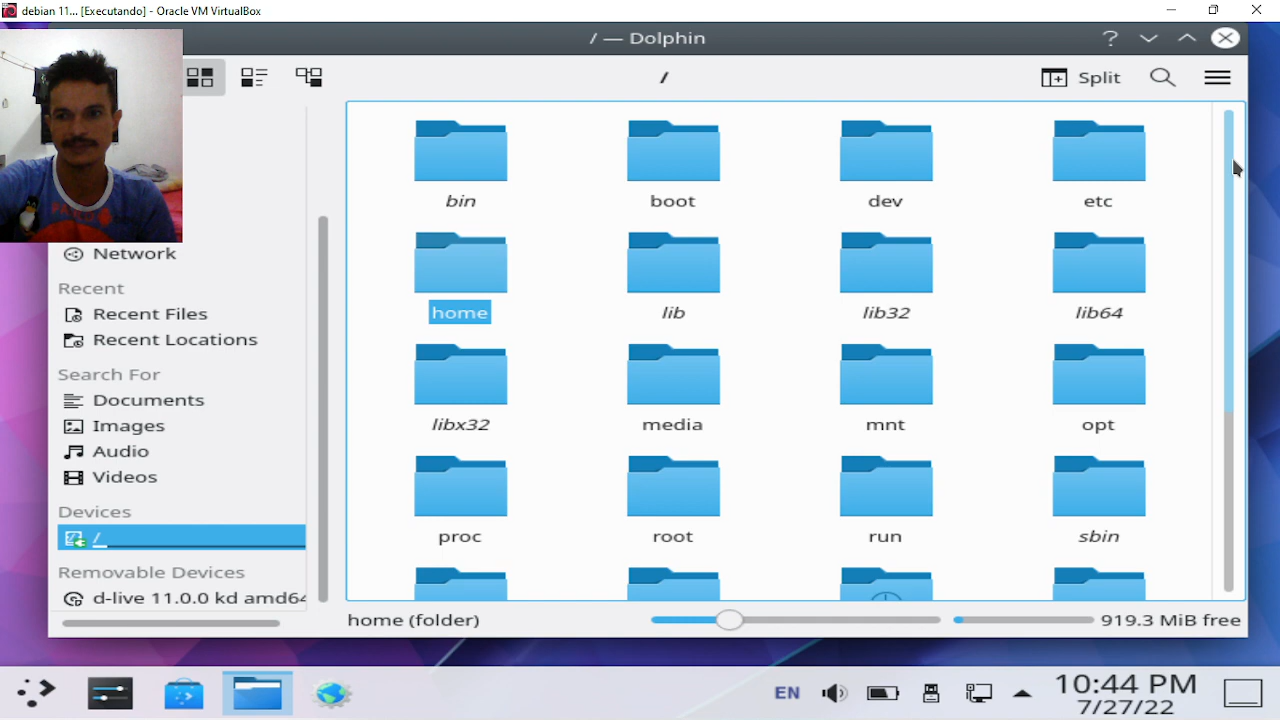 debian 11... [Executando] - Oracle VM VirtualBox
/ — Dolphin
/
Split
bin
boot
dev
etc
home
lib
lib32
lib64
libx32
media
mnt
opt
proc
root
run
sbin
Network
Recent
Recent Files
Recent Locations
Search For
Documents
Images
Audio
Videos
Devices
/
Removable Devices
d-live 11.0.0 kd amd64
home (folder)
919.3 MiB free
EN
10:44 PM
7/27/22